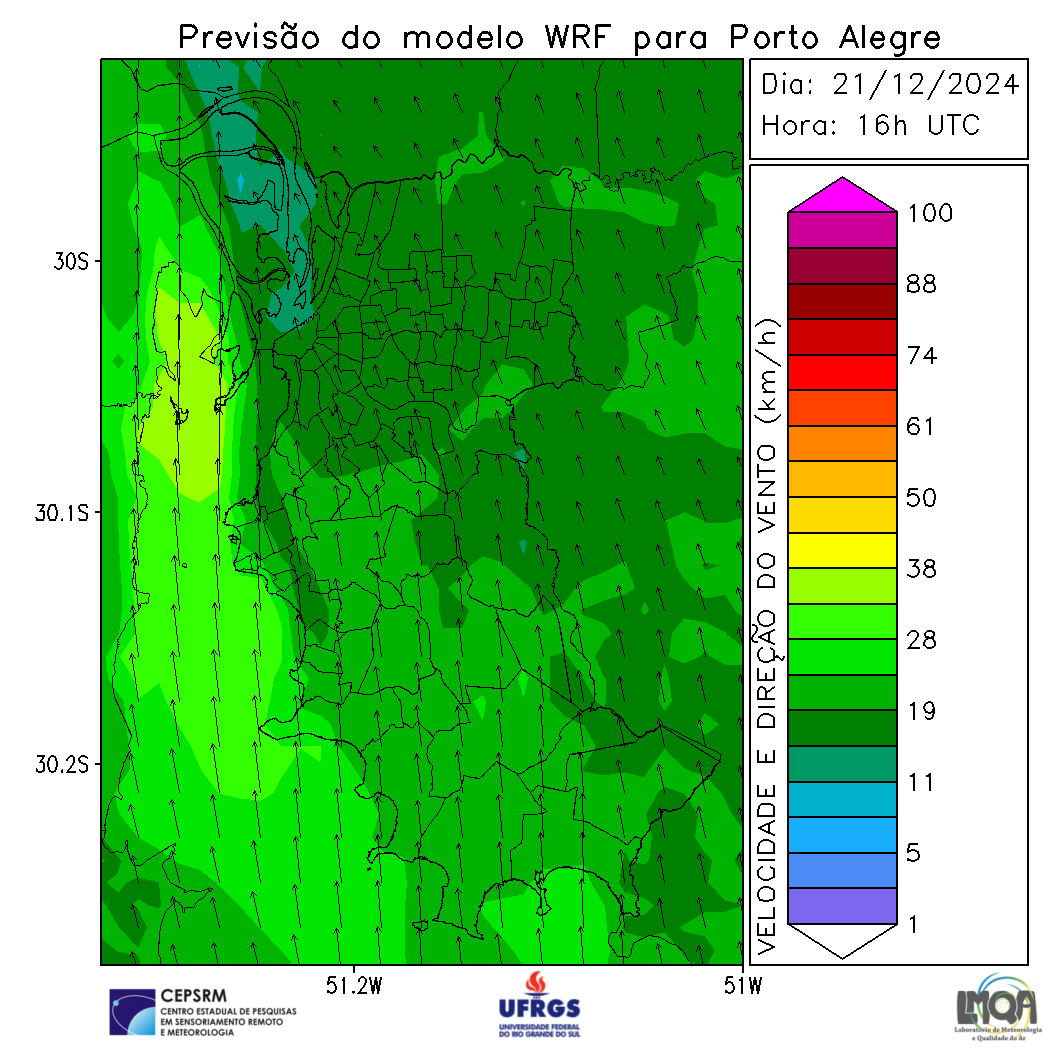 Previsão do modelo WRF para Porto Alegre
Dia: 21/12/2024
Hora: 16h UTC
30S
30.1S
30.2S
51.2W
51W
VELOCIDADE E DIREÇÃO DO VENTO (km/h)
100
88
74
61
50
38
28
19
11
5
1
CEPSRM
CENTRO ESTADUAL DE PESQUISAS
EM SENSORIAMENTO REMOTO
E METEOROLOGIA
UFRGS
UNIVERSIDADE FEDERAL
DO RIO GRANDE DO SUL
LMQA
Laboratório de Meteorologia
e Qualidade do Ar